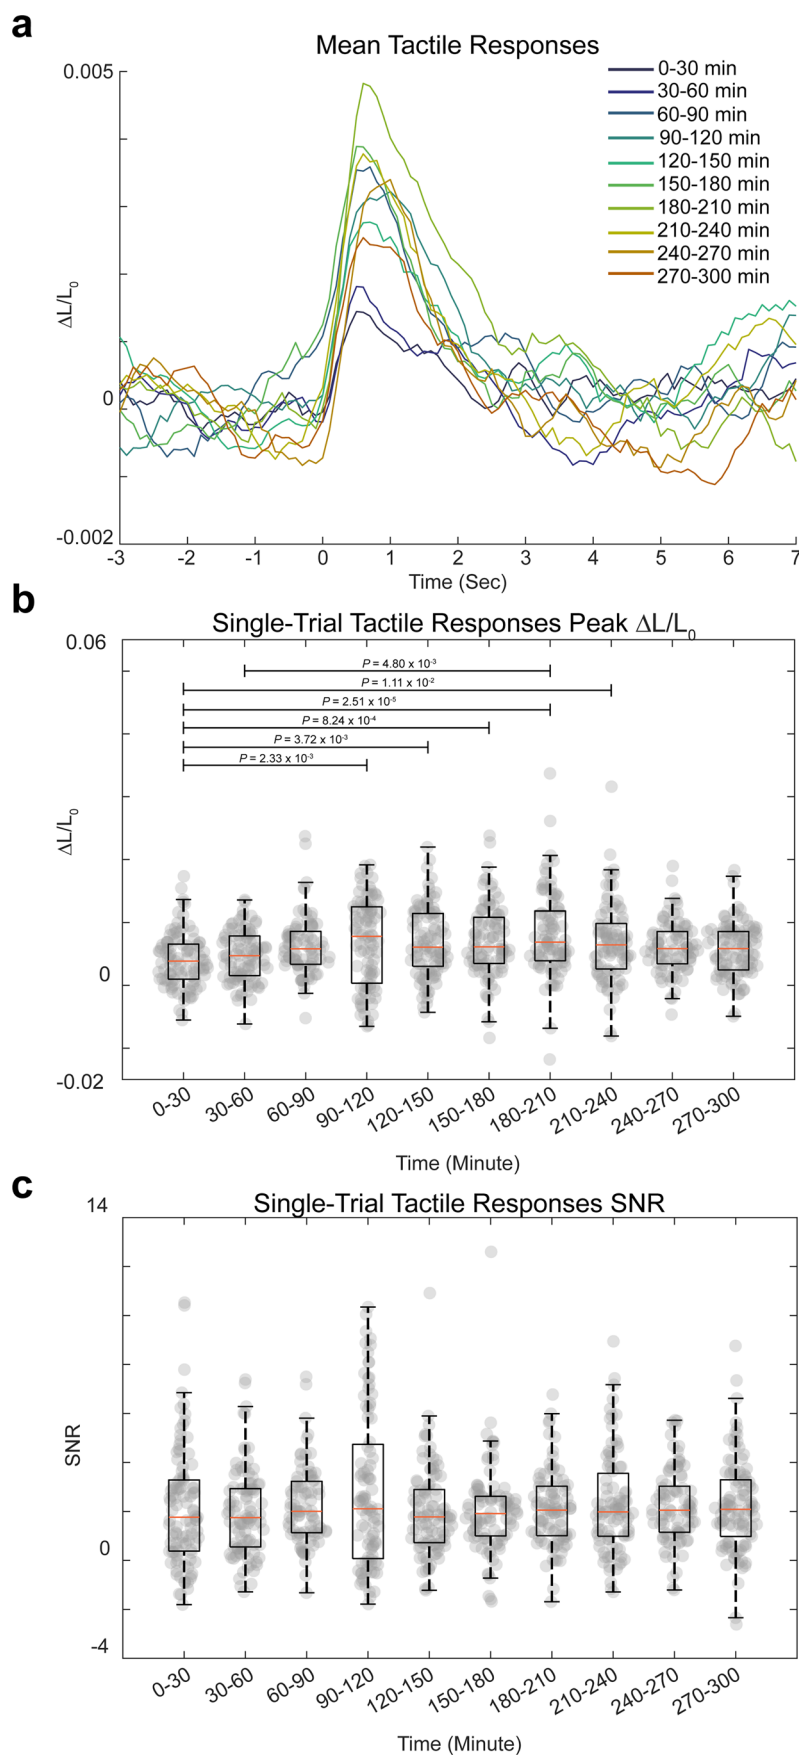 a
Mean Tactile Responses
0.005
0
-0.002
ΔL/L0
0-30 min
30-60 min
60-90 min
90-120 min
120-150 min
150-180 min
180-210 min
210-240 min
240-270 min
270-300 min
-3 -2 -1 0 1 2 3 4 5 6 7
Time (Sec)
b
Single-Trial Tactile Responses Peak ΔL/L0
0.06
0
-0.02
ΔL/L0
P = 4.80 x 10-3
P = 1.11 x 10-2
P = 2.51 x 10-5
P = 8.24 x 10-4
P = 3.72 x 10-3
P = 2.33 x 10-3
0-30 30-60 60-90 90-120 120-150 150-180 180-210 210-240 240-270 270-300
Time (Minute)
c
Single-Trial Tactile Responses SNR
14
0
-4
SNR
0-30 30-60 60-90 90-120 120-150 150-180 180-210 210-240 240-270 270-300
Time (Minute)